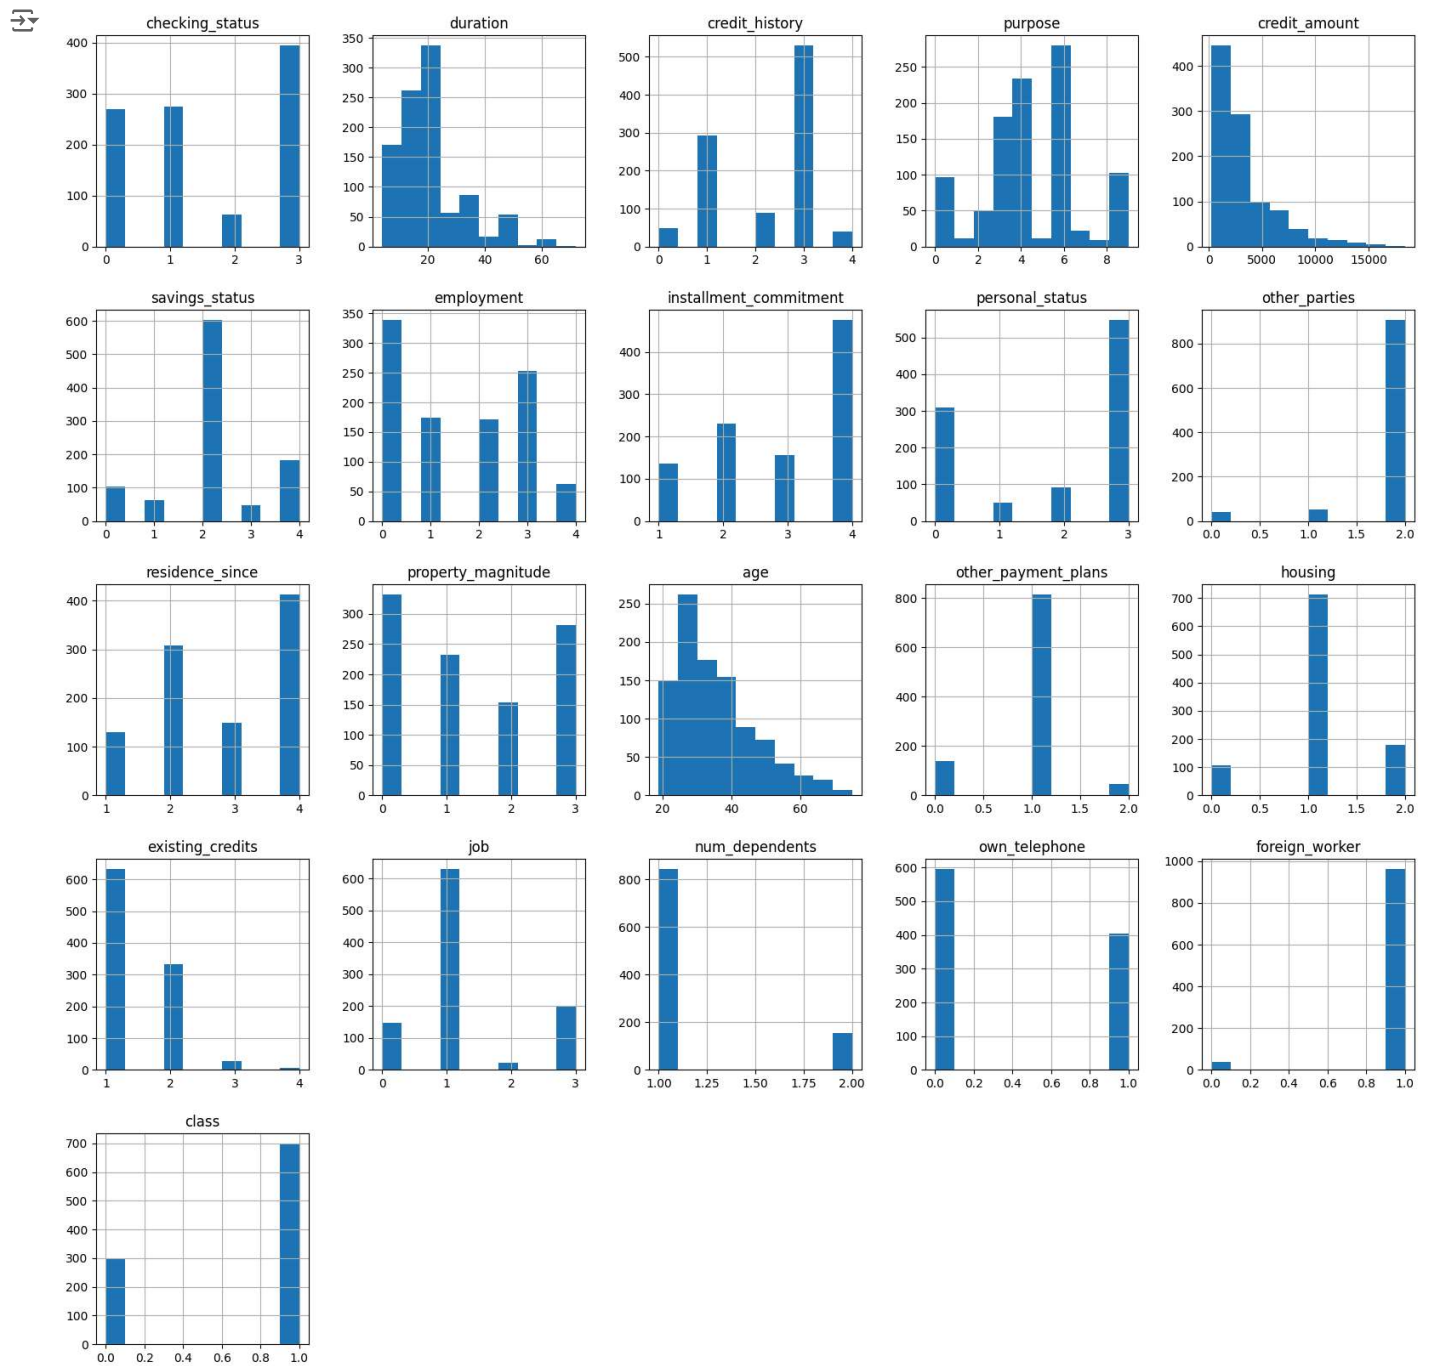 checking_status duration credit_history purpose credit_amount
400 300 200 100 0
0 1 2 3
350 300 250 200 150 100 50 0
20 40 60
500 400 300 200 100 0
0 1 2 3 4
250 200 150 100 50 0
0 2 4 6 8
400 300 200 100 0
0 5000 10000 15000
savings_status employment installment_commitment personal_status other_parties
600 500 400 300 200 100 0
0 1 2 3 4
350 300 250 200 150 100 50 0
0 1 2 3 4
400 300 200 100 0
1 2 3 4
500 400 300 200 100 0
0 1 2 3
800 600 400 200 0
0.0 0.5 1.0 1.5 2.0
residence_since property_magnitude age other_payment_plans housing
400 300 200 100 0
1 2 3 4
300 250 200 150 100 50 0
0 1 2 3
250 200 150 100 50 0
20 40 60
800 600 400 200 0
0.0 0.5 1.0 1.5 2.0
700 600 500 400 300 200 100 0
0.0 0.5 1.0 1.5 2.0
existing_credits job num_dependents own_telephone foreign_worker
600 500 400 300 200 100 0
1 2 3 4
600 500 400 300 200 100 0
0 1 2 3
800 600 400 200 0
1.00 1.25 1.50 1.75 2.00
600 500 400 300 200 100 0
0.0 0.2 0.4 0.6 0.8 1.0
1000 800 600 400 200 0
0.0 0.2 0.4 0.6 0.8 1.0
class
700 600 500 400 300 200 100 0
0.0 0.2 0.4 0.6 0.8 1.0